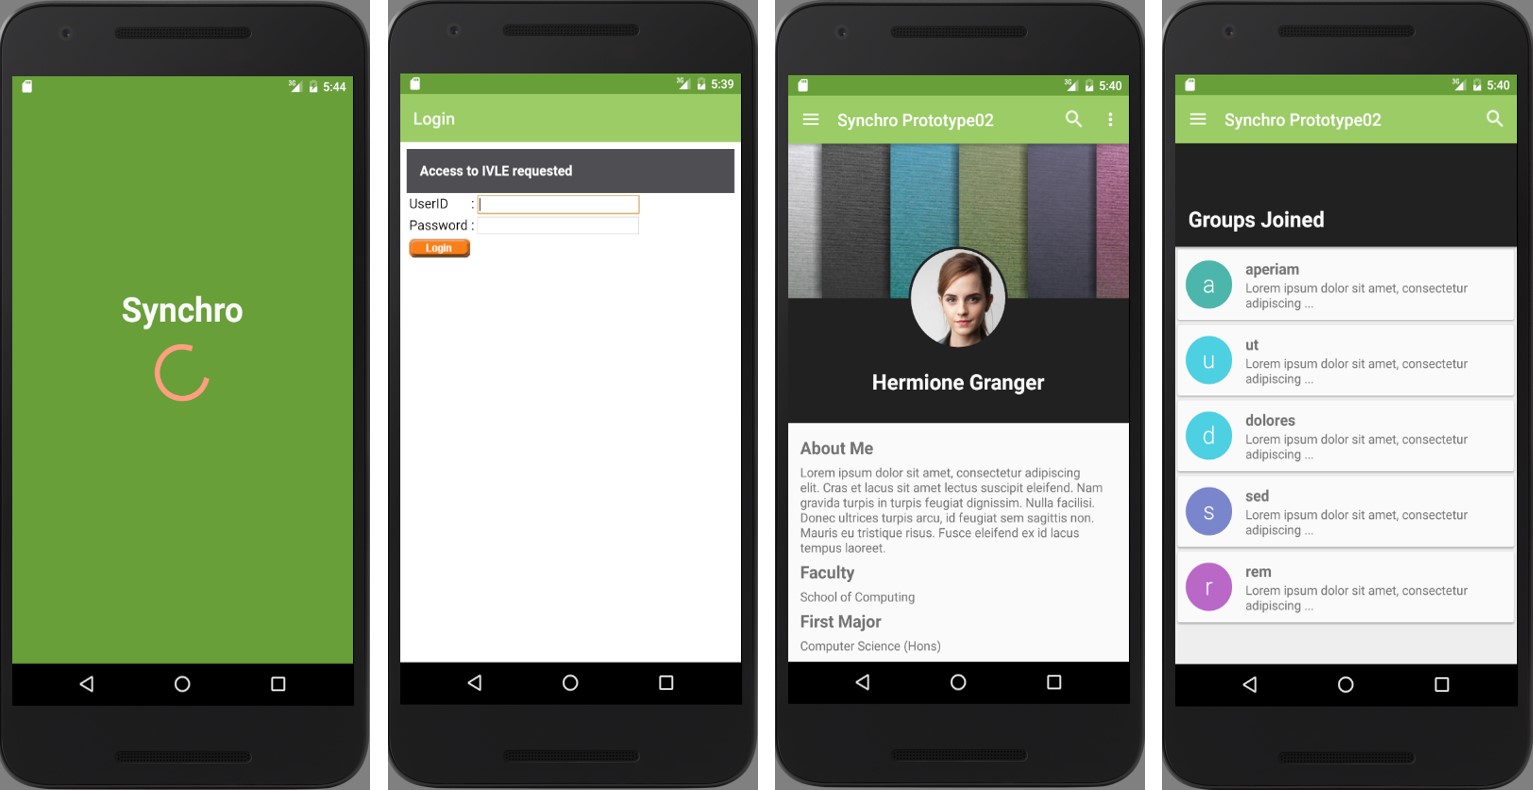 3G 5:44
Synchro
3G 5:39
Login
Access to IVLE requested
UserID :
Password :
Login
3G 5:40
Synchro Prototype02
Hermione Granger
About Me
Lorem ipsum dolor sit amet, consectetur adipiscing
elit. Cras et lacus sit amet lectus suscipit eleifend. Nam
gravida turpis in turpis feugiat dignissim. Nulla facilisi.
Donec ultrices turpis arcu, id feugiat sem sagittis non.
Mauris eu tristique risus. Fusce eleifend ex id lacus
tempus laoreet.
Faculty
School of Computing
First Major
Computer Science (Hons)
3G 5:40
Synchro Prototype02
Groups Joined
a aperiam
Lorem ipsum dolor sit amet, consectetur
adipiscing ...
u ut
Lorem ipsum dolor sit amet, consectetur
adipiscing ...
d dolores
Lorem ipsum dolor sit amet, consectetur
adipiscing ...
s sed
Lorem ipsum dolor sit amet, consectetur
adipiscing ...
r rem
Lorem ipsum dolor sit amet, consectetur
adipiscing ...